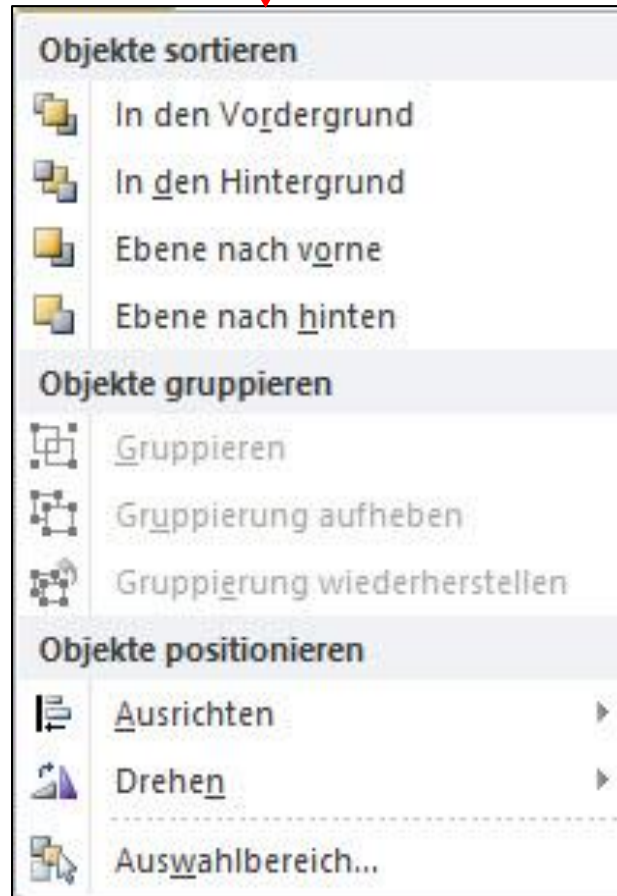 Objekte sortieren
In den Vordergrund
In den Hintergrund
Ebene nach vorne
Ebene nach hinten
Objekte gruppieren
Gruppieren
Gruppierung aufheben
Gruppierung wiederherstellen
Objekte positionieren
Ausrichten
Drehen
Auswahlbereich...